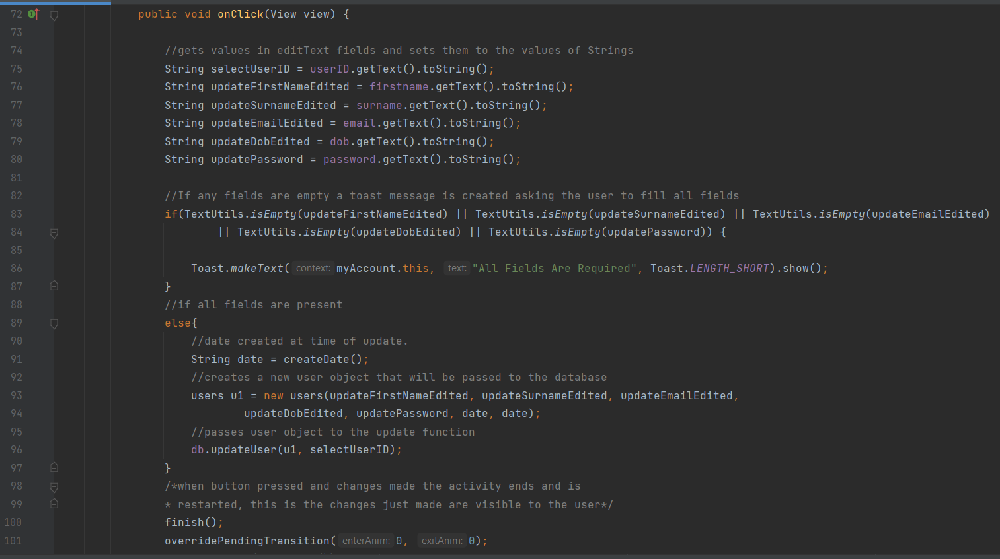 72 public void onClick(View view) {
73
74 //gets values in editText fields and sets them to the values of Strings
75 String selectUserID = userID.getText().toString();
76 String updateFirstNameEdited = firstname.getText().toString();
77 String updateSurnameEdited = surname.getText().toString();
78 String updateEmailEdited = email.getText().toString();
79 String updateDobEdited = dob.getText().toString();
80 String updatePassword = password.getText().toString();
81
82 //If any fields are empty a toast message is created asking the user to fill all fields
83 if(TextUtils.isEmpty(updateFirstNameEdited) || TextUtils.isEmpty(updateSurnameEdited) || TextUtils.isEmpty(updateEmailEdited)
84 || TextUtils.isEmpty(updateDobEdited) || TextUtils.isEmpty(updatePassword)) {
85
86 Toast.makeText( context: myAccount.this, text: "All Fields Are Required", Toast.LENGTH_SHORT).show();
87 }
88 //if all fields are present
89 else{
90 //date created at time of update.
91 String date = createDate();
92 //creates a new user object that will be passed to the database
93 users u1 = new users(updateFirstNameEdited, updateSurnameEdited, updateEmailEdited,
94 updateDobEdited, updatePassword, date, date);
95 //passes user object to the update function
96 db.updateUser(u1, selectUserID);
97 }
98 /*when button pressed and changes made the activity ends and is
99 * restarted, this is the changes just made are visible to the user*/
100 finish();
101 overridePendingTransition( enterAnim: 0, exitAnim: 0);